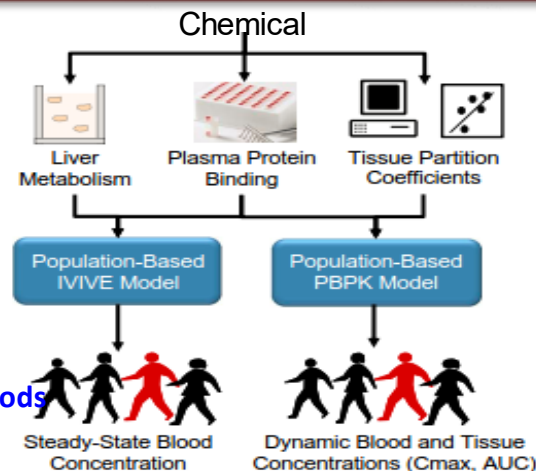 Chemical
Liver
Metabolism
Plasma Protein
Binding
Tissue Partition
Coefficients
Population-Based
IVIVE Model
Population-Based
PBPK Model
ods
Steady-State Blood
Concentration
Dynamic Blood and Tissue
Concentrations (Cmax, AUC)